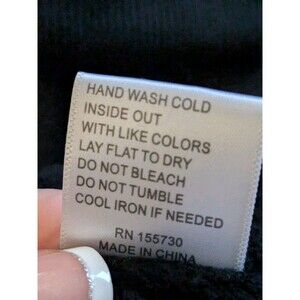 HAND WASH COLD
INSIDE OUT
WITH LIKE COLORS
LAY FLAT TO DRY
DO NOT BLEACH
DO NOT TUMBLE
COOL IRON IF NEEDED
RN 155730
MADE IN CHINA